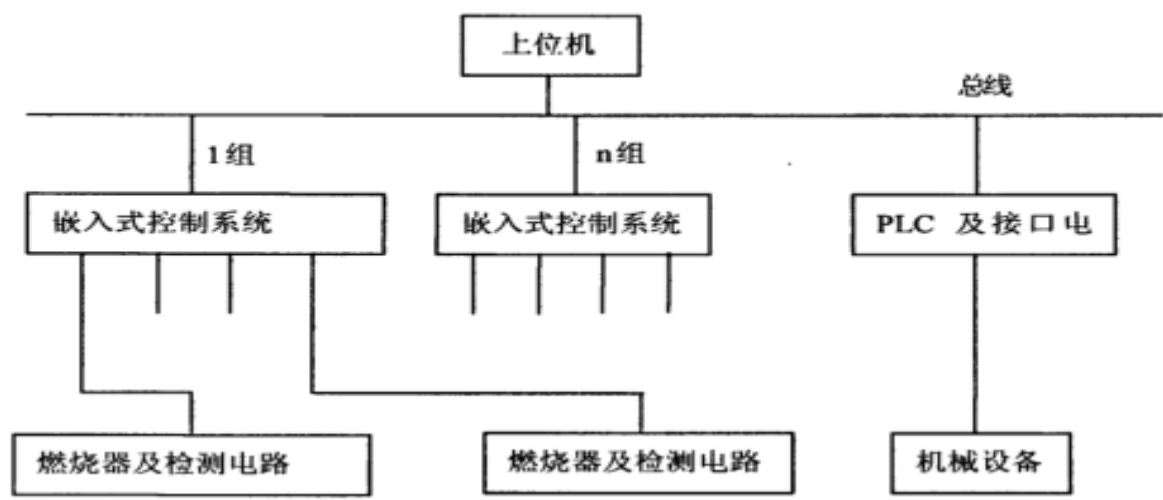 上位机
总线
1组
n组
嵌入式控制系统
嵌入式控制系统
PLC 及接口电
燃烧器及检测电路
燃烧器及检测电路
机械设备